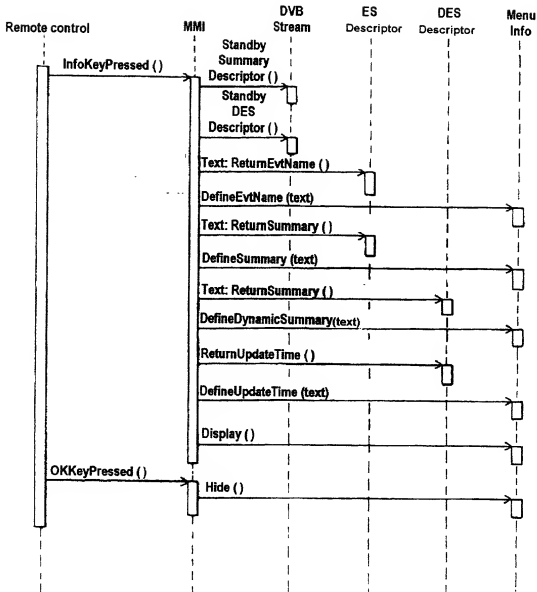 Remote control
MMI
DVB
Stream
ES
Descriptor
DES
Descriptor
Menu
Info
InfoKeyPressed ( )
Standby
Summary
Descriptor ( )
Standby
DES
Descriptor ( )
Text: ReturnEvtName ( )
DefineEvtName (text)
Text: ReturnSummary ( )
DefineSummary (text)
Text: ReturnSummary ( )
DefineDynamicSummary(text)
ReturnUpdateTime ( )
DefineUpdateTime (text)
Display ( )
OKKeyPressed ( )
Hide ( )